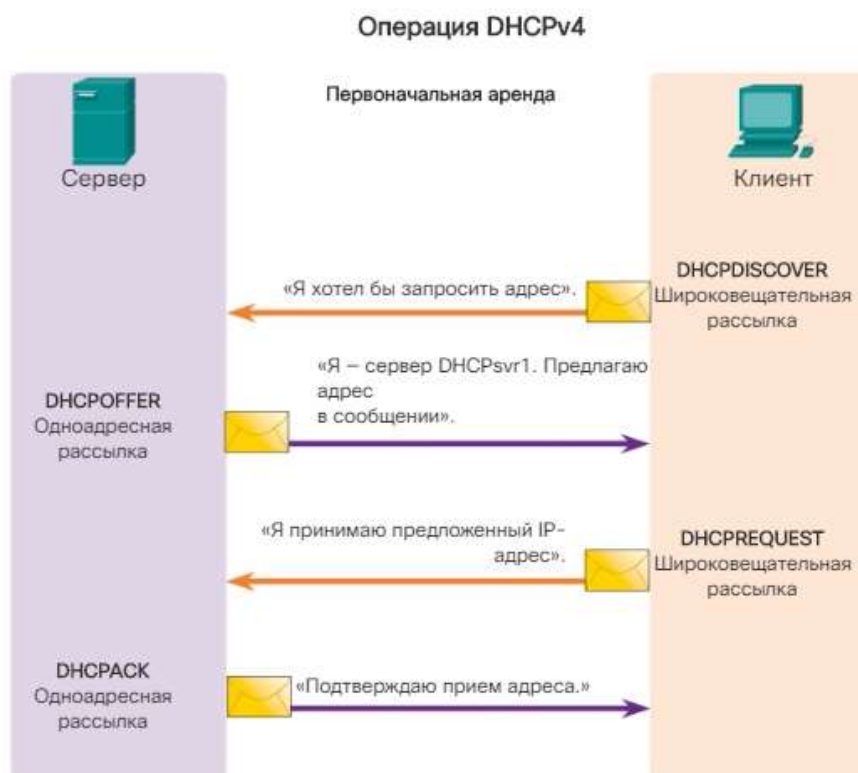 Операция DHCPv4
Первоначальная аренда
Сервер
Клиент
«Я хотел бы запросить адрес».
DHCPDISCOVER
Широковещательная
рассылка
«Я – сервер DHCPsvr1. Предлагаю
адрес
в сообщении».
DHCPOFFER
Одноадресная
рассылка
«Я принимаю предложенный IP-
адрес».
DHCPREQUEST
Широковещательная
рассылка
DHCPACK
Одноадресная
рассылка
«Подтверждаю прием адреса.»